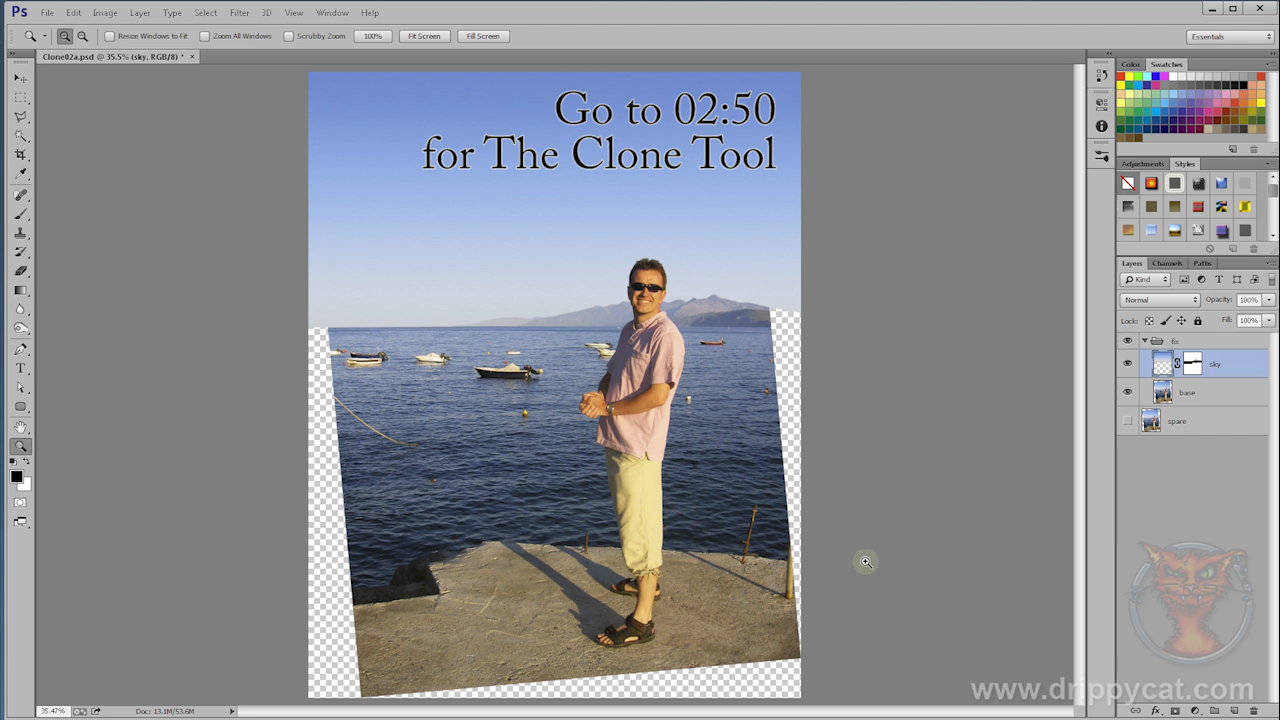 Ps File Edit Image Layer Type Select Filter 3D View Window Help
Resize Windows to Fit Zoom All Windows Scrubby Zoom 100% Fit Screen Fill Screen Essentials
Clone02a.psd @ 35.5% (sky, RGB/8) * ×
Color Swatches
Go to 02:50
for The Clone Tool
Adjustments Styles
Layers Channels Paths
Kind
Normal Opacity: 100%
Lock: Fill: 100%
fix
sky
base
spare
T
www.drippycat.com
35.47% Doc: 13.1M/53.6M
fx